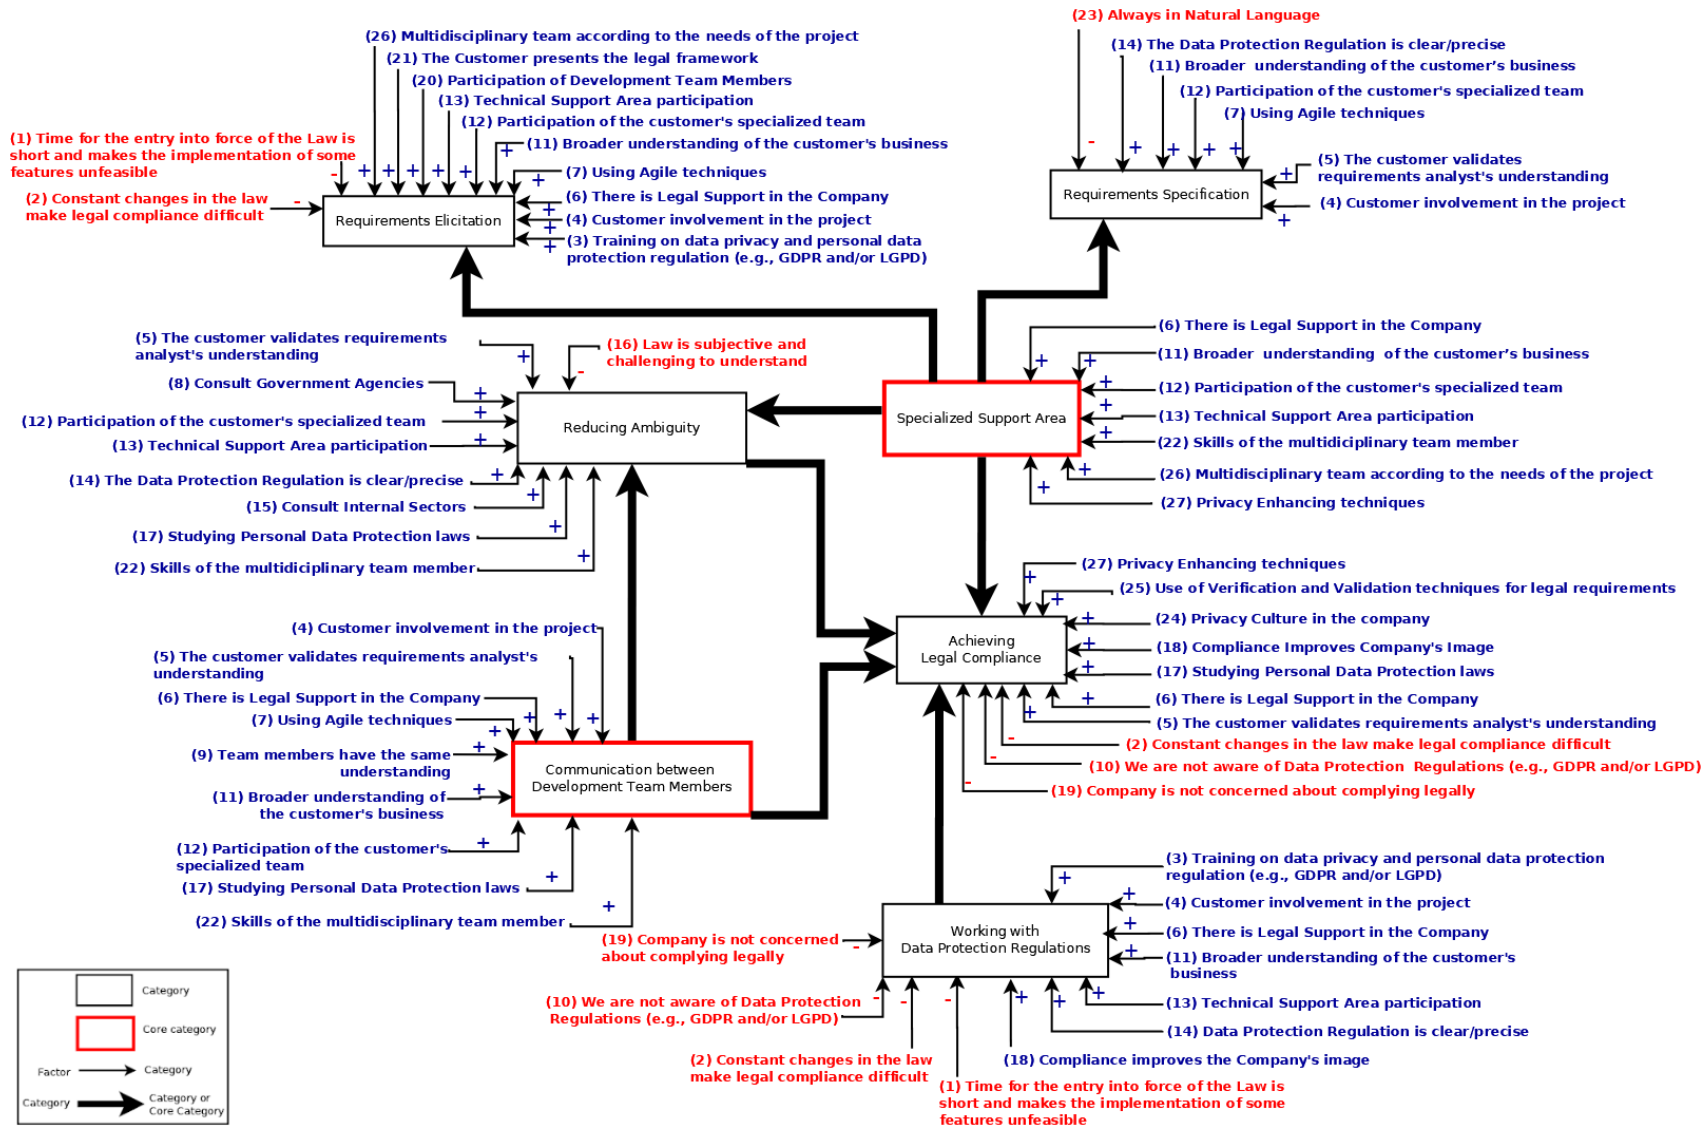 (23) Always in Natural Language
(26) Multidisciplinary team according to the needs of the project
(14) The Data Protection Regulation is clear/precise
(21) The Customer presents the legal framework
(11) Broader understanding of the customer’s business
(20) Participation of Development Team Members
(12) Participation of the customer's specialized team
(13) Technical Support Area participation
(7) Using Agile techniques
(12) Participation of the customer's specialized team
(1) Time for the entry into force of the Law is
short and makes the implementation of some
features unfeasible
(11) Broader understanding of the customer's business
(5) The customer validates
requirements analyst's understanding
(7) Using Agile techniques
(2) Constant changes in the law
make legal compliance difficult
(6) There is Legal Support in the Company
Requirements Specification
(4) Customer involvement in the project
Requirements Elicitation
(4) Customer involvement in the project
(3) Training on data privacy and personal data
protection regulation (e.g., GDPR and/or LGPD)
- + + + + + + + + + + - +
- + + + + + +
(5) The customer validates requirements
analyst's understanding
(16) Law is subjective and
challenging to understand
(8) Consult Government Agencies
(12) Participation of the customer's specialized team
(13) Technical Support Area participation
Reducing Ambiguity
(14) The Data Protection Regulation is clear/precise
(15) Consult Internal Sectors
(17) Studying Personal Data Protection laws
(22) Skills of the multidiciplinary team member
+ - + + + + + + +
(6) There is Legal Support in the Company
(11) Broader understanding of the customer’s business
(12) Participation of the customer's specialized team
Specialized Support Area
(13) Technical Support Area participation
(22) Skills of the multidiciplinary team member
(26) Multidisciplinary team according to the needs of the project
(27) Privacy Enhancing techniques
+ + + + + + +
(27) Privacy Enhancing techniques
(25) Use of Verification and Validation techniques for legal requirements
(24) Privacy Culture in the company
Achieving
Legal Compliance
(18) Compliance Improves Company's Image
(17) Studying Personal Data Protection laws
(6) There is Legal Support in the Company
(5) The customer validates requirements analyst's understanding
(2) Constant changes in the law make legal compliance difficult
(10) We are not aware of Data Protection Regulations (e.g., GDPR and/or LGPD)
(19) Company is not concerned about complying legally
+ + + + + + + - - -
(4) Customer involvement in the project
(5) The customer validates requirements analyst's
understanding
(6) There is Legal Support in the Company
(7) Using Agile techniques
(9) Team members have the same
understanding
Communication between
Development Team Members
(11) Broader understanding of
the customer's business
(12) Participation of the customer's
specialized team
(17) Studying Personal Data Protection laws
(22) Skills of the multidisciplinary team member
+ + + + + + + + +
(3) Training on data privacy and personal data protection
regulation (e.g., GDPR and/or LGPD)
(4) Customer involvement in the project
(6) There is Legal Support in the Company
Working with
Data Protection Regulations
(19) Company is not concerned
about complying legally
(11) Broader understanding of the customer's
business
(10) We are not aware of Data Protection
Regulations (e.g., GDPR and/or LGPD)
(13) Technical Support Area participation
(14) Data Protection Regulation is clear/precise
(2) Constant changes in the law
make legal compliance difficult
(18) Compliance improves the Company's image
(1) Time for the entry into force of the Law is
short and makes the implementation of some
features unfeasible
+ + + + - - - - + + +
Category
Core category
Factor Category
Category Category or
Core Category